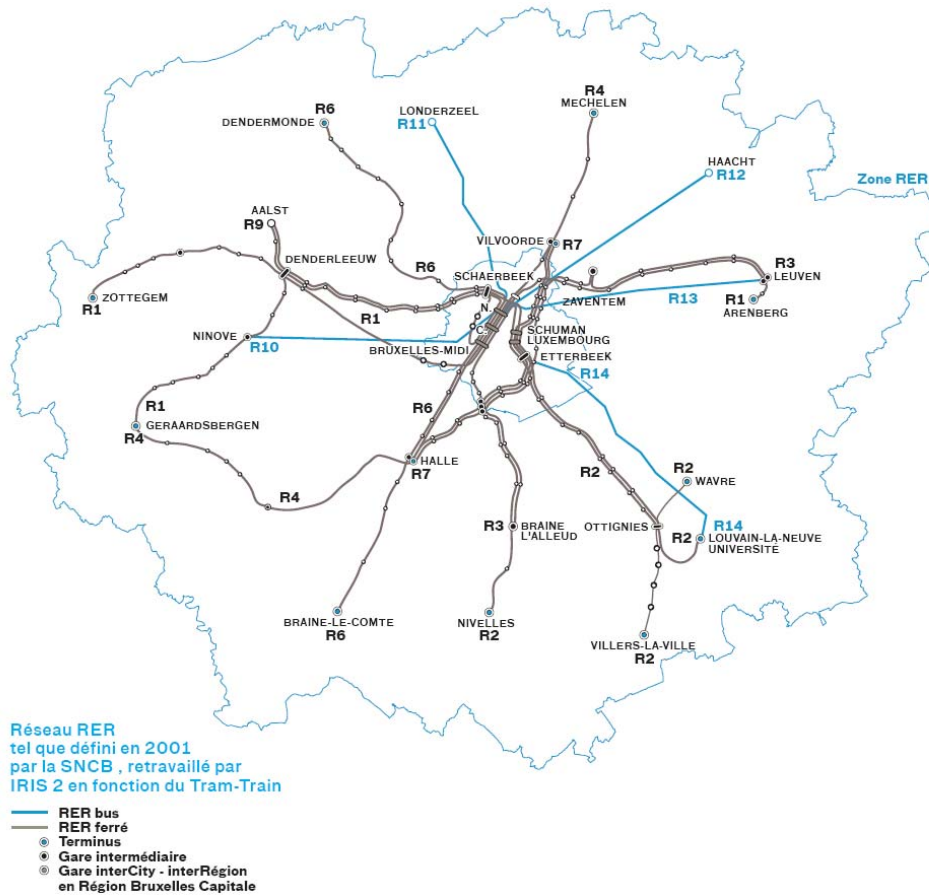 R6
DENDERMONDE
LONDERZEEL
R11
R4
MECHELEN
HAACHT
R12
Zone RER
AALST
R9
DENDERLEEUW
VILVOORDE
R7
R6
SCHAERBEEK
R3
LEUVEN
ZAVENTEM
R13
R1
ARENBERG
ZOTTEGEM
R1
R1
N.
C.
NINOVE
R10
BRUXELLES-MIDI
SCHUMAN
LUXEMBOURG
ETTERBEEK
R14
R1
GERAARDSBERGEN
R4
R6
HALLE
R7
R4
R2
R2
WAVRE
R3
BRAINE
L'ALLEUD
OTTIGNIES
R14
R2
LOUVAIN-LA-NEUVE
UNIVERSITÉ
BRAINE-LE-COMTE
R6
NIVELLES
R2
VILLERS-LA-VILLE
R2
Réseau RER
tel que défini en 2001
par la SNCB , retravaillé par
IRIS 2 en fonction du Tram-Train
RER bus
RER ferré
Terminus
Gare intermédiaire
Gare interCity - interRégion
en Région Bruxelles Capitale